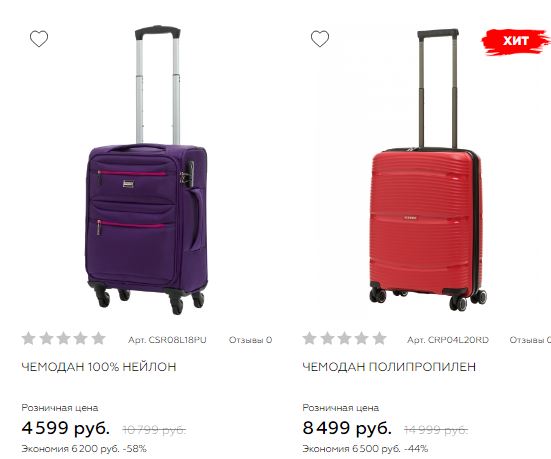 ХИТ
Арт. CSR08L18PU Отзывы 0
ЧЕМОДАН 100% НЕЙЛОН
Розничная цена
4 599 руб. 10 799 руб.
Экономия 6 200 руб. -58%
Арт. CRP04L20RD Отзывы 0
ЧЕМОДАН ПОЛИПРОПИЛЕН
Розничная цена
8 499 руб. 14 999 руб.
Экономия 6 500 руб. -44%